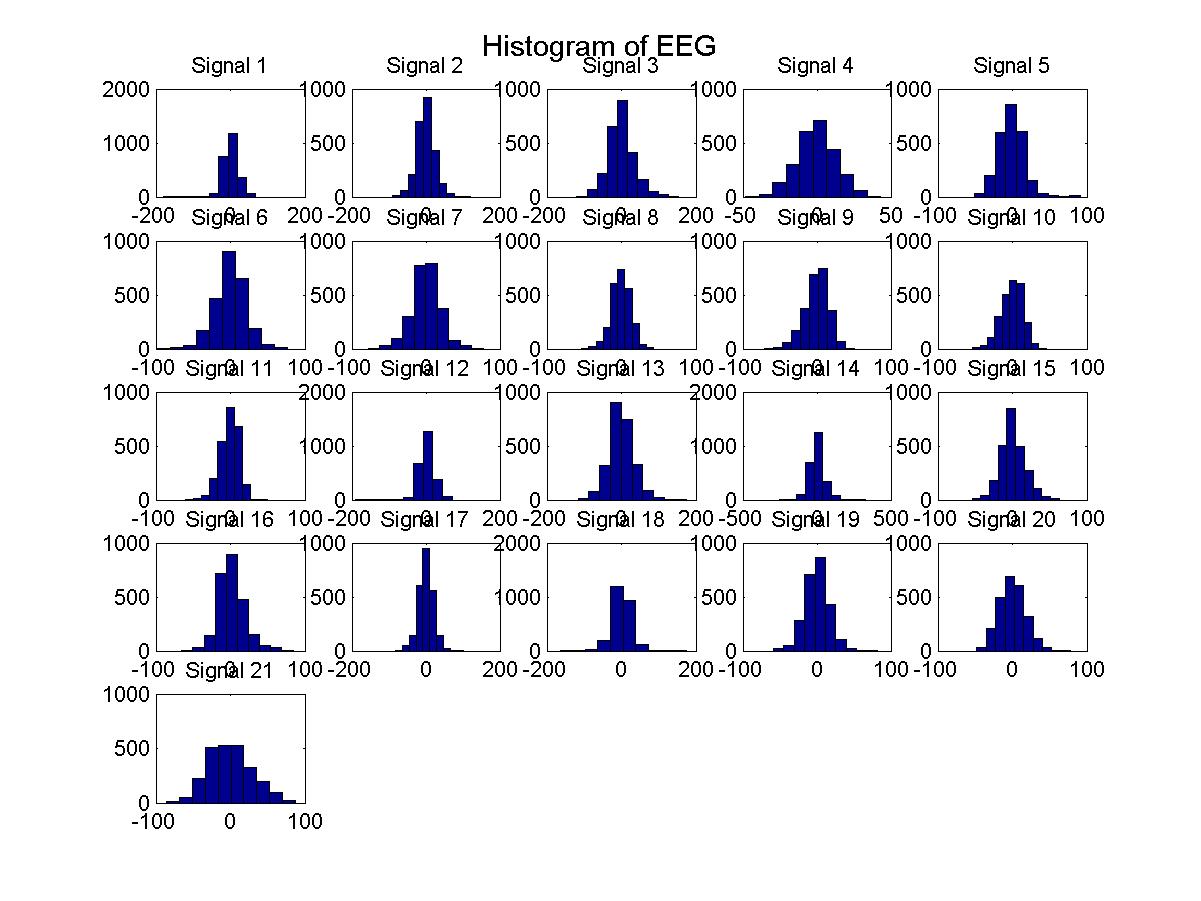 Histogram of EEG
Signal 1 Signal 2 Signal 3 Signal 4 Signal 5
2000 1000 1000 1000 1000
1000 500 500 500 500
0 0 0 0 0
-200 0 200 -200 0 200 -200 0 200 -50 0 50 -100 0 100
Signal 6 Signal 7 Signal 8 Signal 9 Signal 10
1000 1000 1000 1000 1000
500 500 500 500 500
0 0 0 0 0
-100 0 100 -200 0 200 -200 0 200 -100 0 100 -100 0 100
Signal 11 Signal 12 Signal 13 Signal 14 Signal 15
1000 2000 1000 2000 1000
500 1000 500 1000 500
0 0 0 0 0
-100 0 100 -200 0 200 -200 0 200 -500 0 500 -100 0 100
Signal 16 Signal 17 Signal 18 Signal 19 Signal 20
1000 1000 2000 1000 1000
500 500 1000 500 500
0 0 0 0 0
-100 0 100 -200 0 200 -200 0 200 -100 0 100 -100 0 100
Signal 21
1000
500
0
-100 0 100